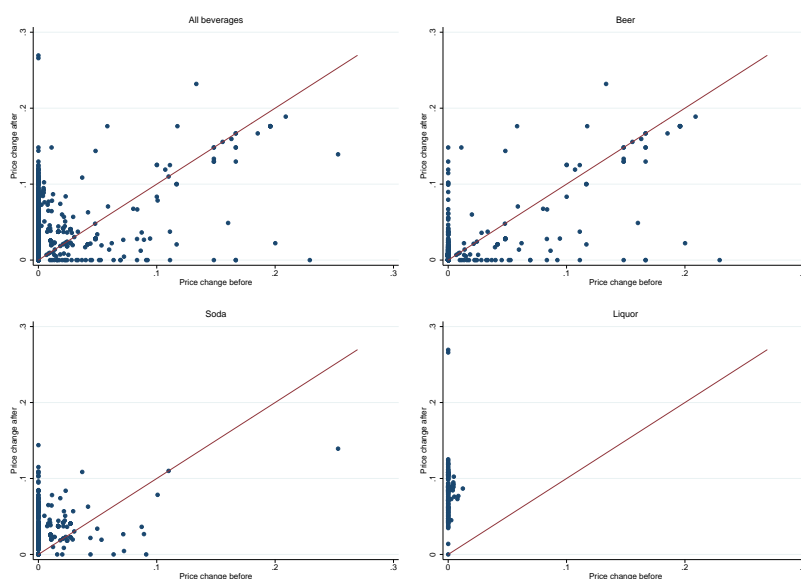 All beverages
Price change after
0 .1 .2 .3
0 .1 .2 .3
Price change before
Beer
Price change after
0 .1 .2 .3
0 .1 .2
Price change before
Soda
Price change after
0 .1 .2 .3
0 .1 .2 .3
Price change before
Liquor
Price change after
0 .1 .2 .3
0 .1 .2
Price change before